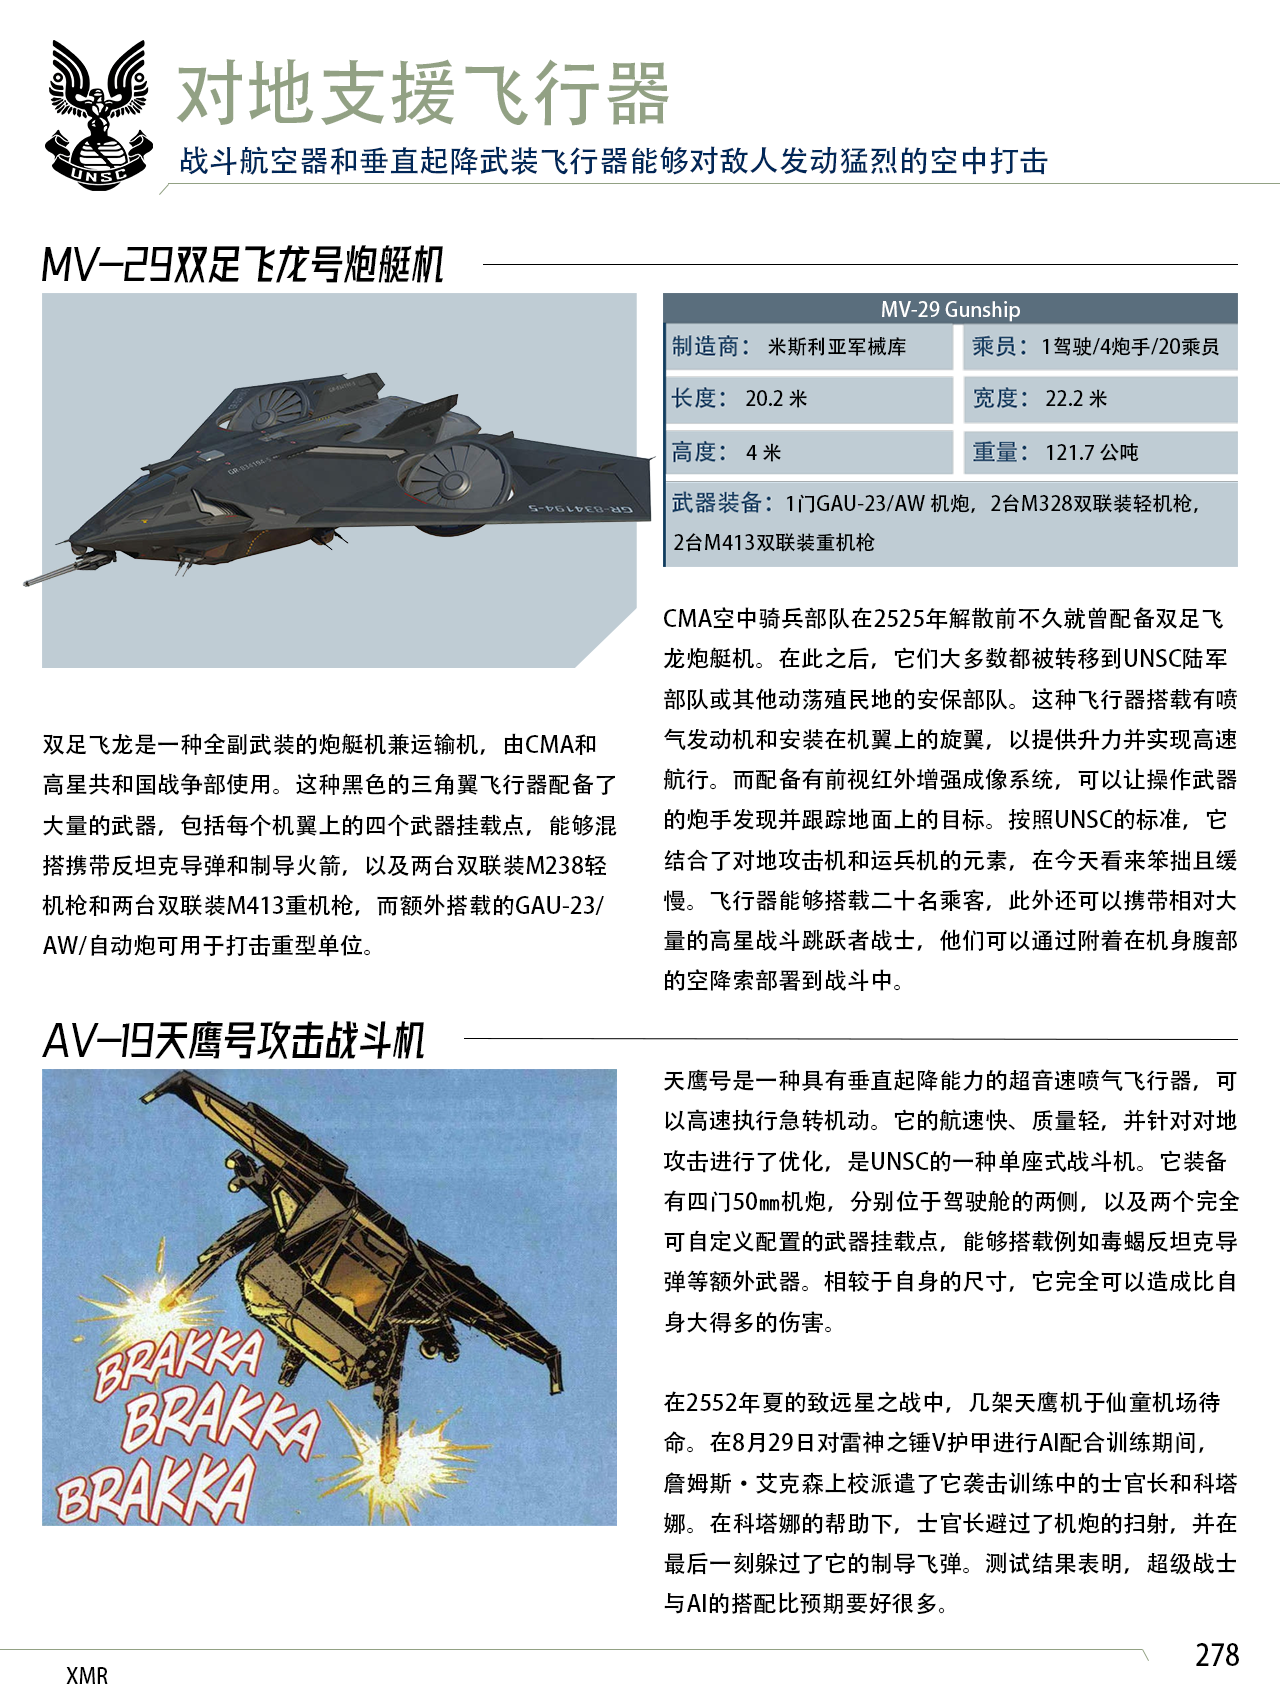 UNSC
对地支援飞行器
战斗航空器和垂直起降武装飞行器能够对敌人发动猛烈的空中打击
MV-29双足飞龙号炮艇机
GR-834194-5
GR-834194-5
MV-29 Gunship
制造商： 米斯利亚军械库
乘员： 1驾驶/4炮手/20乘员
长度： 20.2 米
宽度： 22.2 米
高度： 4 米
重量： 121.7 公吨
武器装备：1门GAU-23/AW 机炮，2台M328双联装轻机枪，
2台M413双联装重机枪
双足飞龙是一种全副武装的炮艇机兼运输机，由CMA和
高星共和国战争部使用。这种黑色的三角翼飞行器配备了
大量的武器，包括每个机翼上的四个武器挂载点，能够混
搭携带反坦克导弹和制导火箭，以及两台双联装M238轻
机枪和两台双联装M413重机枪，而额外搭载的GAU-23/
AW/自动炮可用于打击重型单位。
CMA空中骑兵部队在2525年解散前不久就曾配备双足飞
龙炮艇机。在此之后，它们大多数都被转移到UNSC陆军
部队或其他动荡殖民地的安保部队。这种飞行器搭载有喷
气发动机和安装在机翼上的旋翼，以提供升力并实现高速
航行。而配备有前视红外增强成像系统，可以让操作武器
的炮手发现并跟踪地面上的目标。按照UNSC的标准，它
结合了对地攻击机和运兵机的元素，在今天看来笨拙且缓
慢。飞行器能够搭载二十名乘客，此外还可以携带相对大
量的高星战斗跳跃者战士，他们可以通过附着在机身腹部
的空降索部署到战斗中。
AV-19天鹰号攻击战斗机
BRAKKA
BRAKKA
BRAKKA
天鹰号是一种具有垂直起降能力的超音速喷气飞行器，可
以高速执行急转机动。它的航速快、质量轻，并针对对地
攻击进行了优化，是UNSC的一种单座式战斗机。它装备
有四门50㎜机炮，分别位于驾驶舱的两侧，以及两个完全
可自定义配置的武器挂载点，能够搭载例如毒蝎反坦克导
弹等额外武器。相较于自身的尺寸，它完全可以造成比自
身大得多的伤害。
在2552年夏的致远星之战中，几架天鹰机于仙童机场待
命。在8月29日对雷神之锤V护甲进行AI配合训练期间，
詹姆斯·艾克森上校派遣了它袭击训练中的士官长和科塔
娜。在科塔娜的帮助下，士官长避过了机炮的扫射，并在
最后一刻躲过了它的制导飞弹。测试结果表明，超级战士
与AI的搭配比预期要好很多。
278
XMR